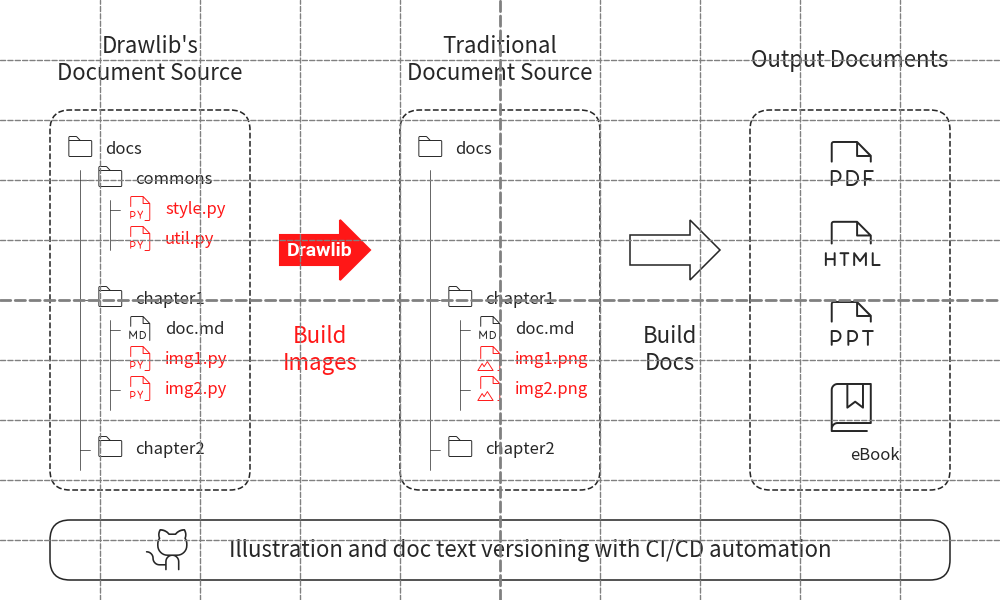 Drawlib's
Document Source
docs
commons
PY style.py
PY util.py
chapter1
MD doc.md
PY img1.py
PY img2.py
chapter2
Drawlib
Build
Images
Traditional
Document Source
docs
chapter1
MD doc.md
img1.png
img2.png
chapter2
Build
Docs
Output Documents
PDF
HTML
PPT
eBook
Illustration and doc text versioning with CI/CD automation